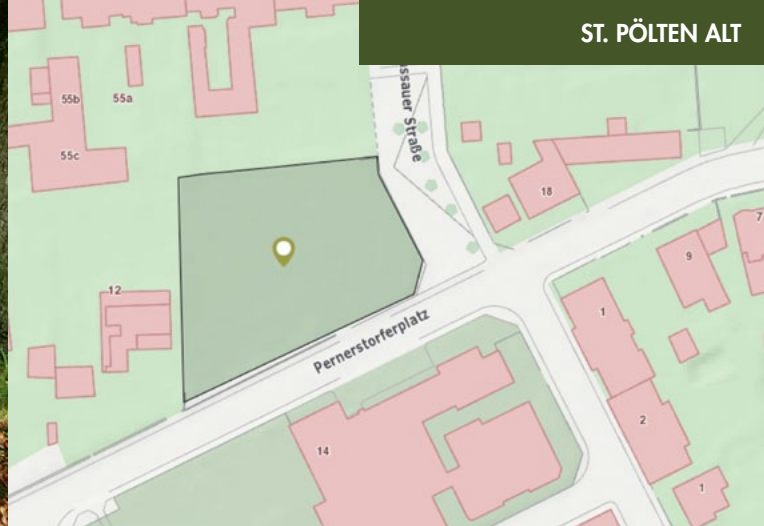 ST. PÖLTEN ALT
ssauer Straße
55b
55a
55c
18
7
9
12
1
Pernerstorferplatz
2
14
1